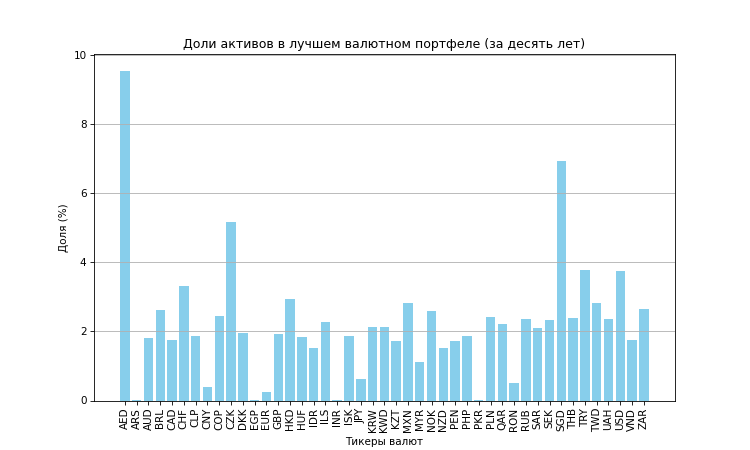 Доли активов в лучшем валютном портфеле (за десять лет)
Доля (%)
10
8
6
4
2
0
AED ARS AUD BRL CAD CHF CLP CNY COP CZK DKK EGP EUR GBP HKD HUF IDR ILS INR ISK JPY KRW KWD KZT MXN MYR NOK NZD PEN PHP PKR PLN QAR RON RUB SAR SEK SGD THB TRY TWD UAH USD VND ZAR
Тикеры валют